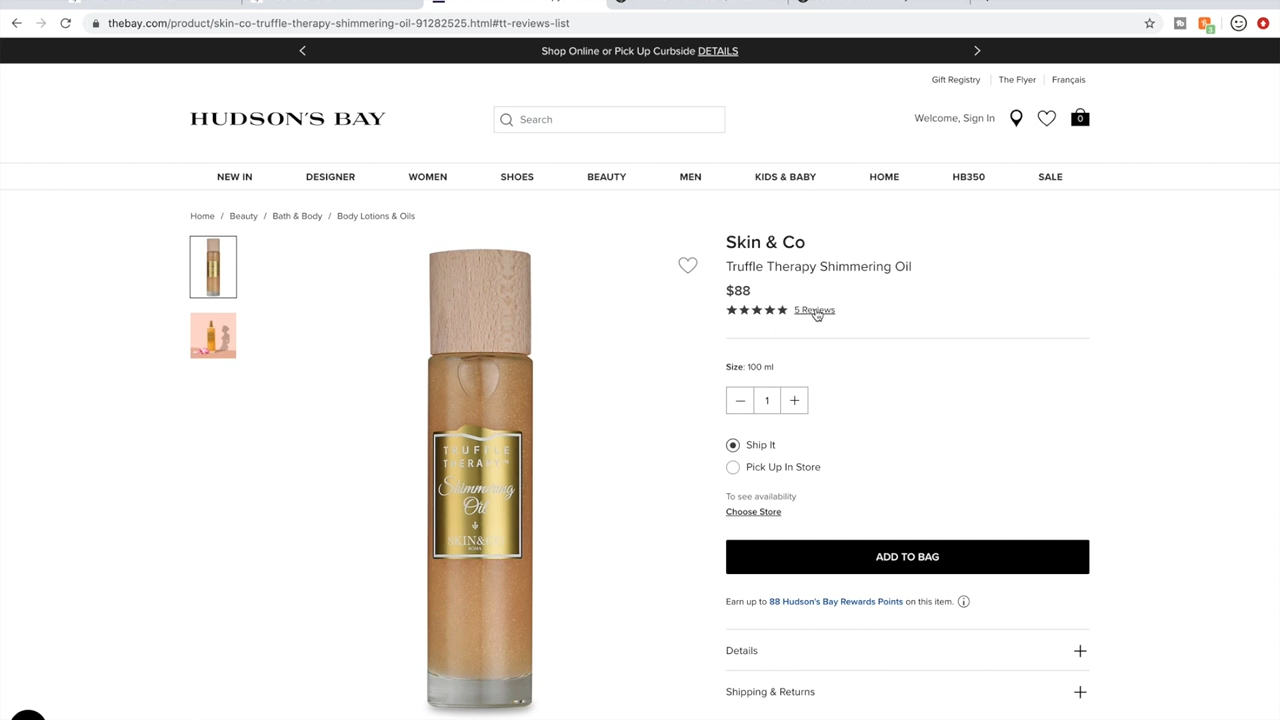 thebay.com/product/skin-co-truffle-therapy-shimmering-oil-91282525.html#tt-reviews-list
Shop Online or Pick Up Curbside DETAILS
Gift Registry The Flyer Français
HUDSON'S BAY
Search
Welcome, Sign In
0
NEW IN DESIGNER WOMEN SHOES BEAUTY MEN KIDS & BABY HOME HB350 SALE
Home / Beauty / Bath & Body / Body Lotions & Oils
Skin & Co
Truffle Therapy Shimmering Oil
$88
5 Reviews
Size: 100 ml
1
Ship It
Pick Up In Store
To see availability
Choose Store
ADD TO BAG
Earn up to 88 Hudson's Bay Rewards Points on this item.
Details
Shipping & Returns
TRUFFLE
THERAPY™
Shimmering
Oil
SKIN&CO
ROMA